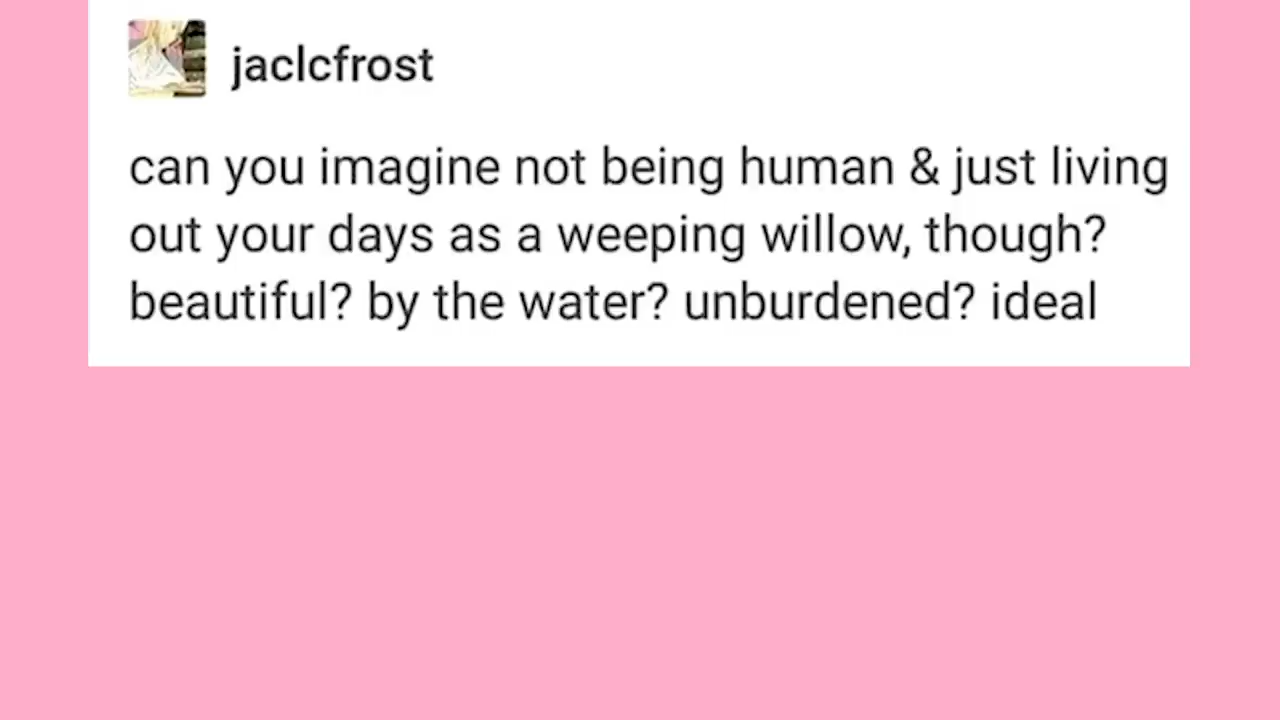 jaclcfrost
can you imagine not being human & just living
out your days as a weeping willow, though?
beautiful? by the water? unburdened? ideal